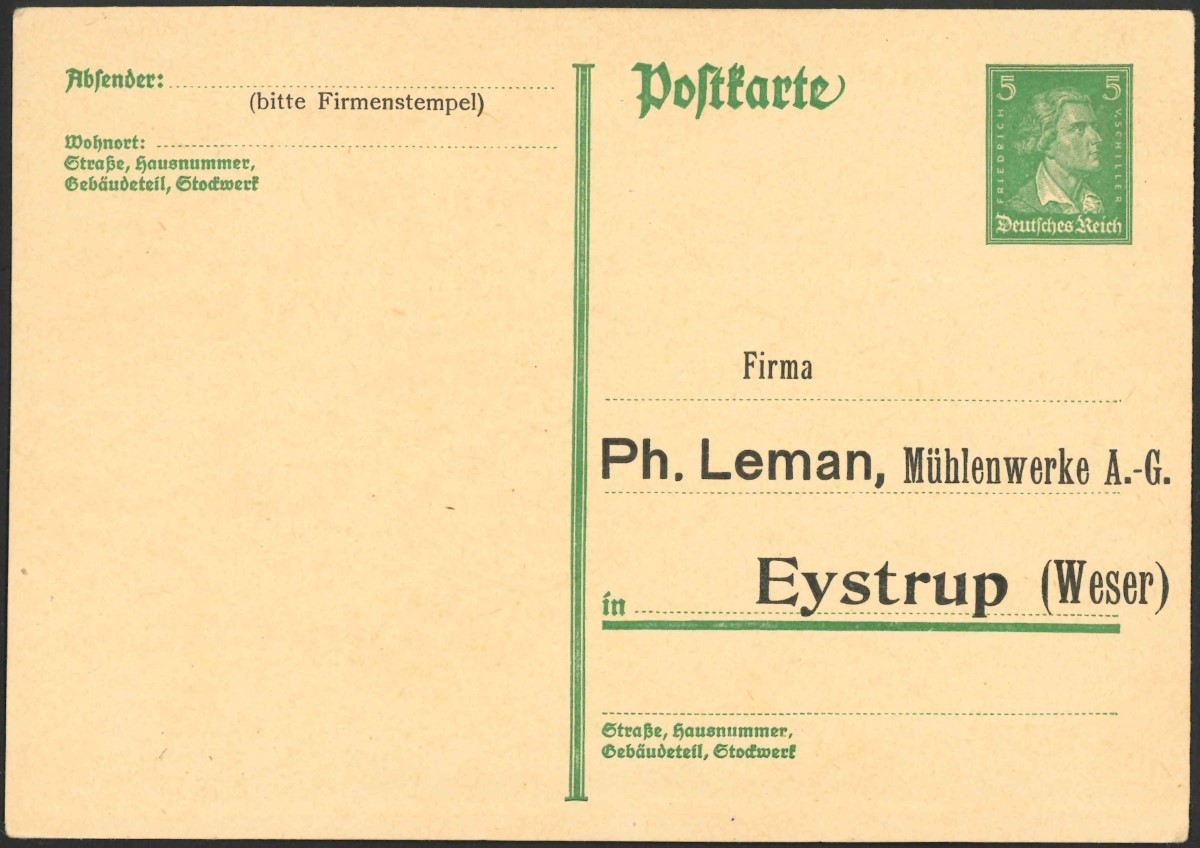 Absender:
(bitte Firmenstempel)
Wohnort:
Straße, Hausnummer,
Gebäudeteil, Stockwerk
Postkarte
5 5
FRIEDRICH
V.SCHILLER
Deutsches Reich
Firma
Ph. Leman, Mühlenwerke A.-G.
in Eystrup (Weser)
Straße, Hausnummer,
Gebäudeteil, Stockwerk